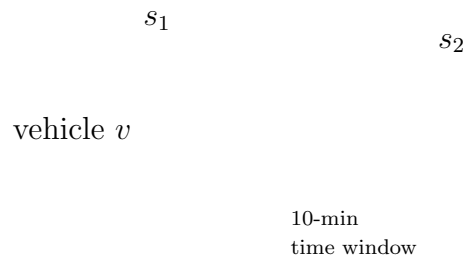 s₁
s₂
vehicle v
10-min
time window